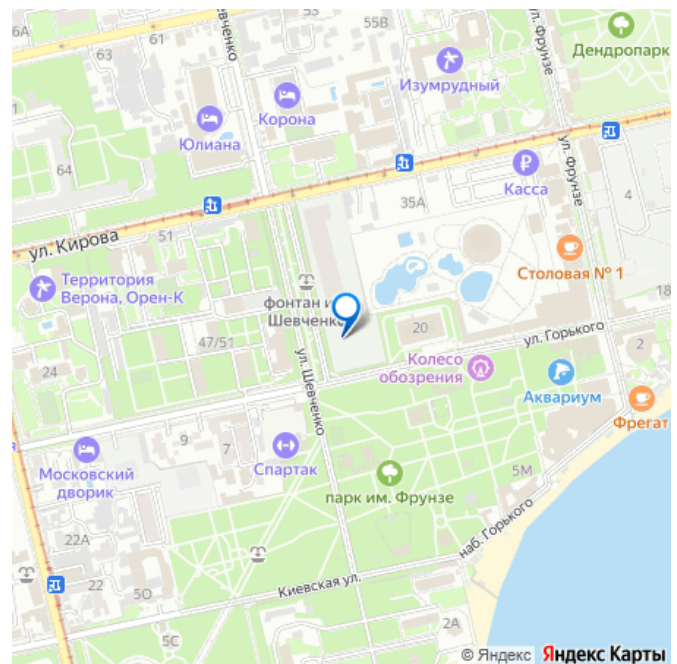 6А
63
61
53
55В
Дендропарк
ул. Фрунзе
Изумрудный
Корона
Юлиана
64
ул. Кирова
51
35А
Касса
ул. Фрунзе
4
Столовая № 1
Территория
Верона, Орен-К
фонтан и
Шевченко
18
20
ул. Горького
2
47/51
24
Колесо
обозрения
Аквариум
Фрегат
ул. Шевченко
9
7
Спартак
Московский
дворик
парк им. Фрунзе
5М
наб. Горького
22А
22
50
Киевская ул.
5С
2А
© Яндекс Яндекс Карты